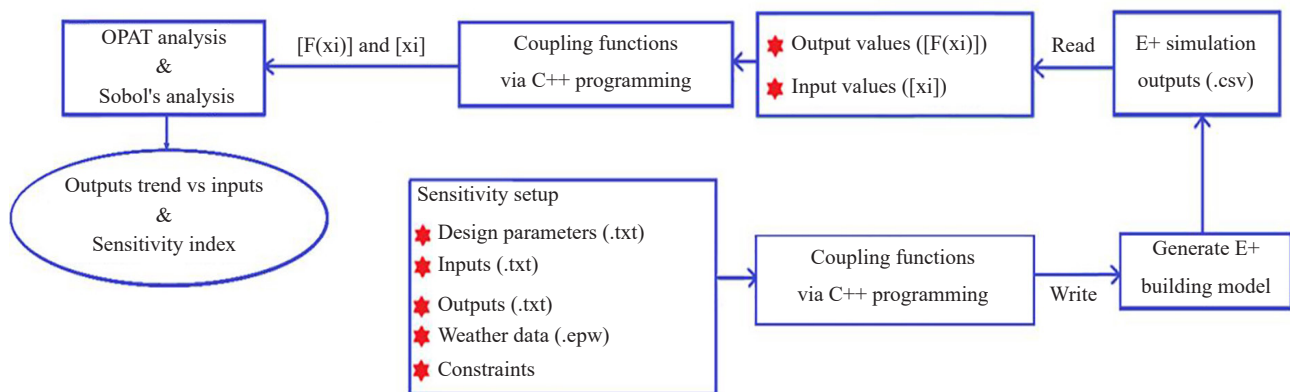 OPAT analysis
&
Sobol's analysis
[F(xi)] and [xi]
Coupling functions
via C++ programming
Output values ([F(xi)])
Input values ([xi])
Read
E+ simulation
outputs (.csv)
Outputs trend vs inputs
&
Sensitivity index
Sensitivity setup
Design parameters (.txt)
Inputs (.txt)
Outputs (.txt)
Weather data (.epw)
Constraints
Coupling functions
via C++ programming
Write
Generate E+
building model